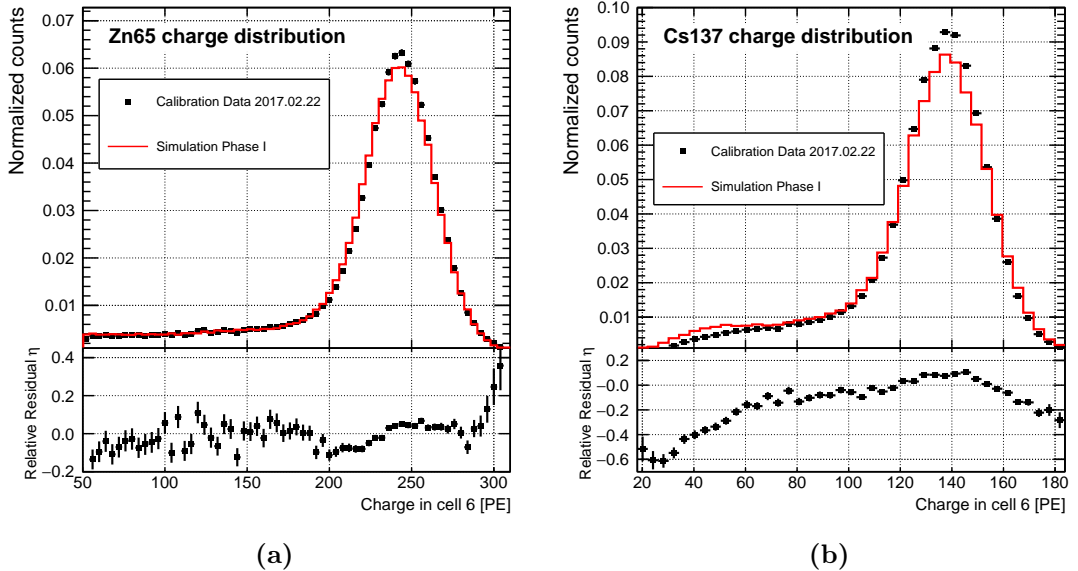 Zn65 charge distribution
Calibration Data 2017.02.22
Simulation Phase I
Normalized counts
0.07
0.06
0.05
0.04
0.03
0.02
0.01
Relative Residual η
0.4
0.2
0.0
−0.2
50 100 150 200 250 300
Charge in cell 6 [PE]
(a)
Cs137 charge distribution
Calibration Data 2017.02.22
Simulation Phase I
Normalized counts
0.10
0.09
0.08
0.07
0.06
0.05
0.04
0.03
0.02
0.01
Relative Residual η
0.2
−0.0
−0.2
−0.4
−0.6
20 40 60 80 100 120 140 160 180
Charge in cell 6 [PE]
(b)